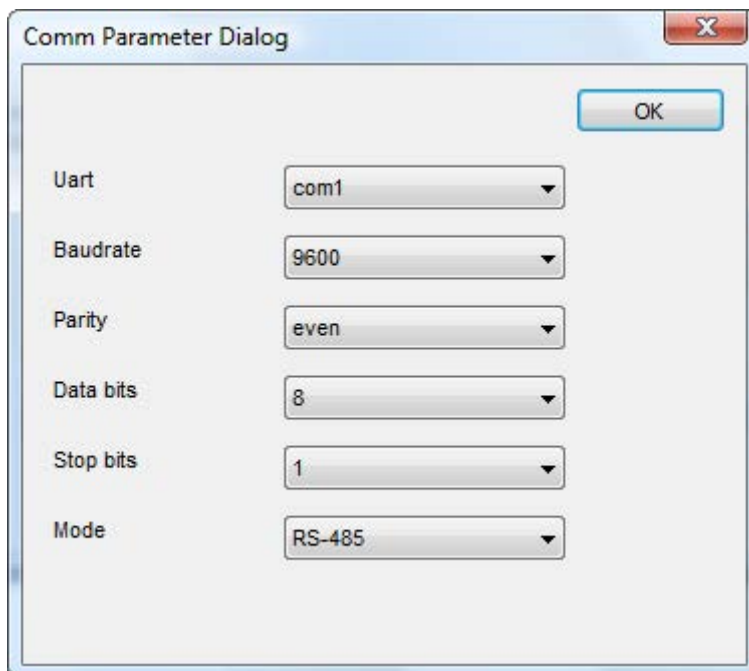 Comm Parameter Dialog
OK
Uart com1
Baudrate 9600
Parity even
Data bits 8
Stop bits 1
Mode RS-485